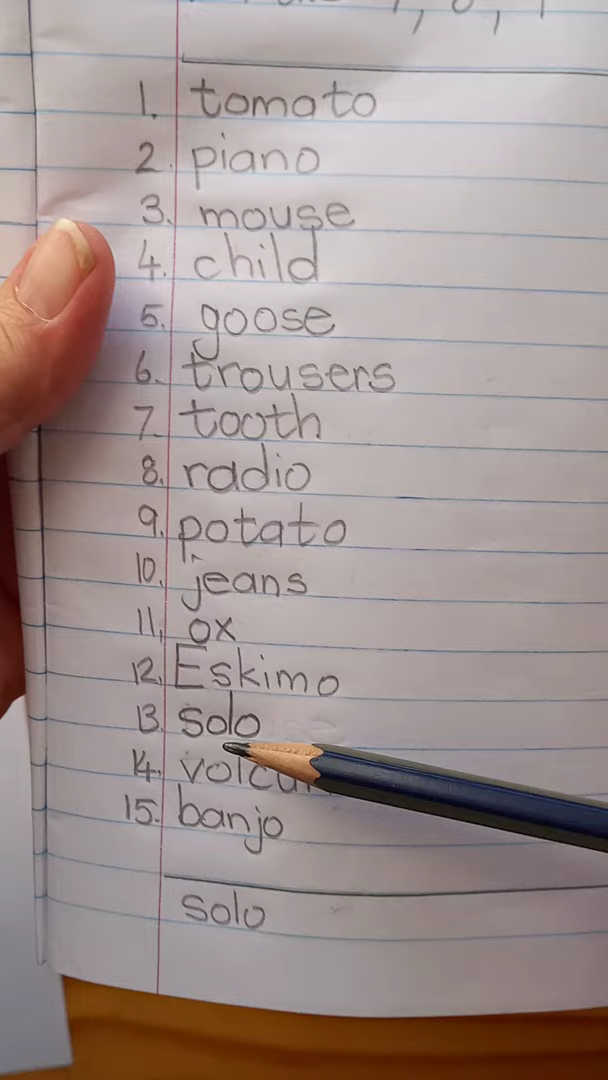 1. tomato
2. piano
3. mouse
4. child
5. goose
6. trousers
7. tooth
8. radio
9. potato
10. jeans
11. ox
12. Eskimo
13. solo
14.
15. banjo
solo